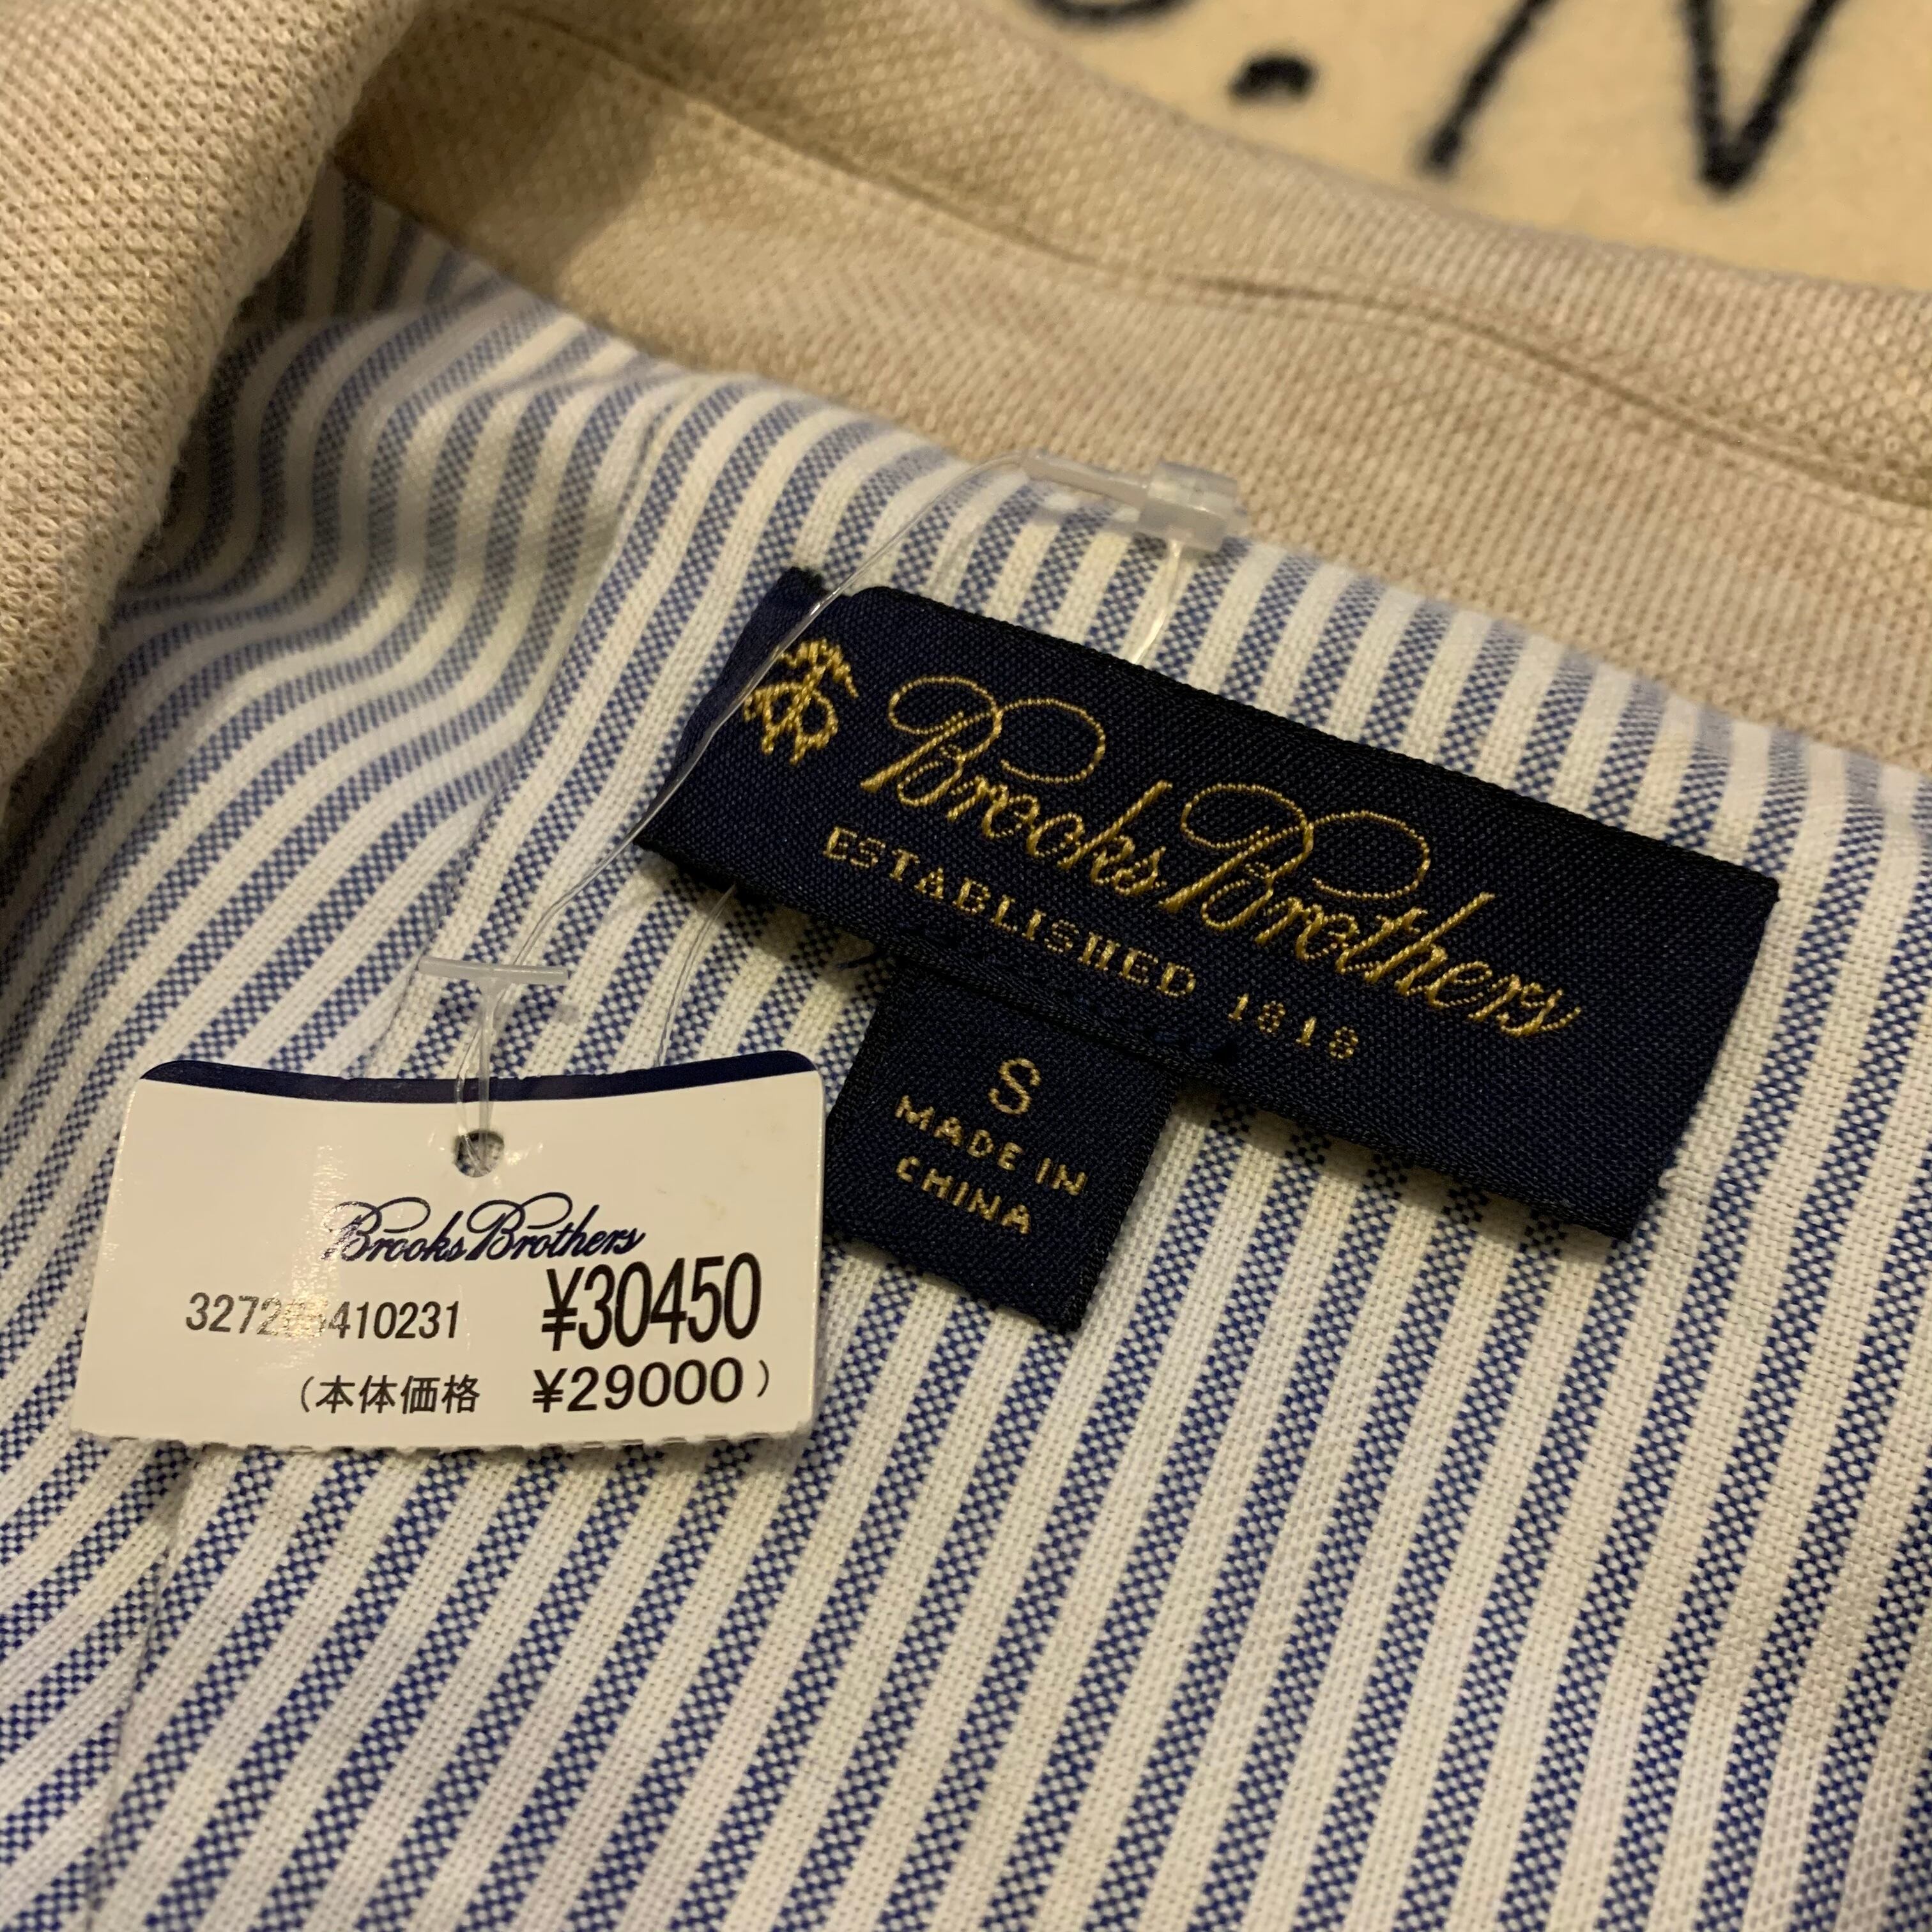 .N
Brooks Brothers
ESTABLISHED 1818
S
MADE IN
CHINA
Brooks Brothers
¥30450
(本体価格 ¥29000)